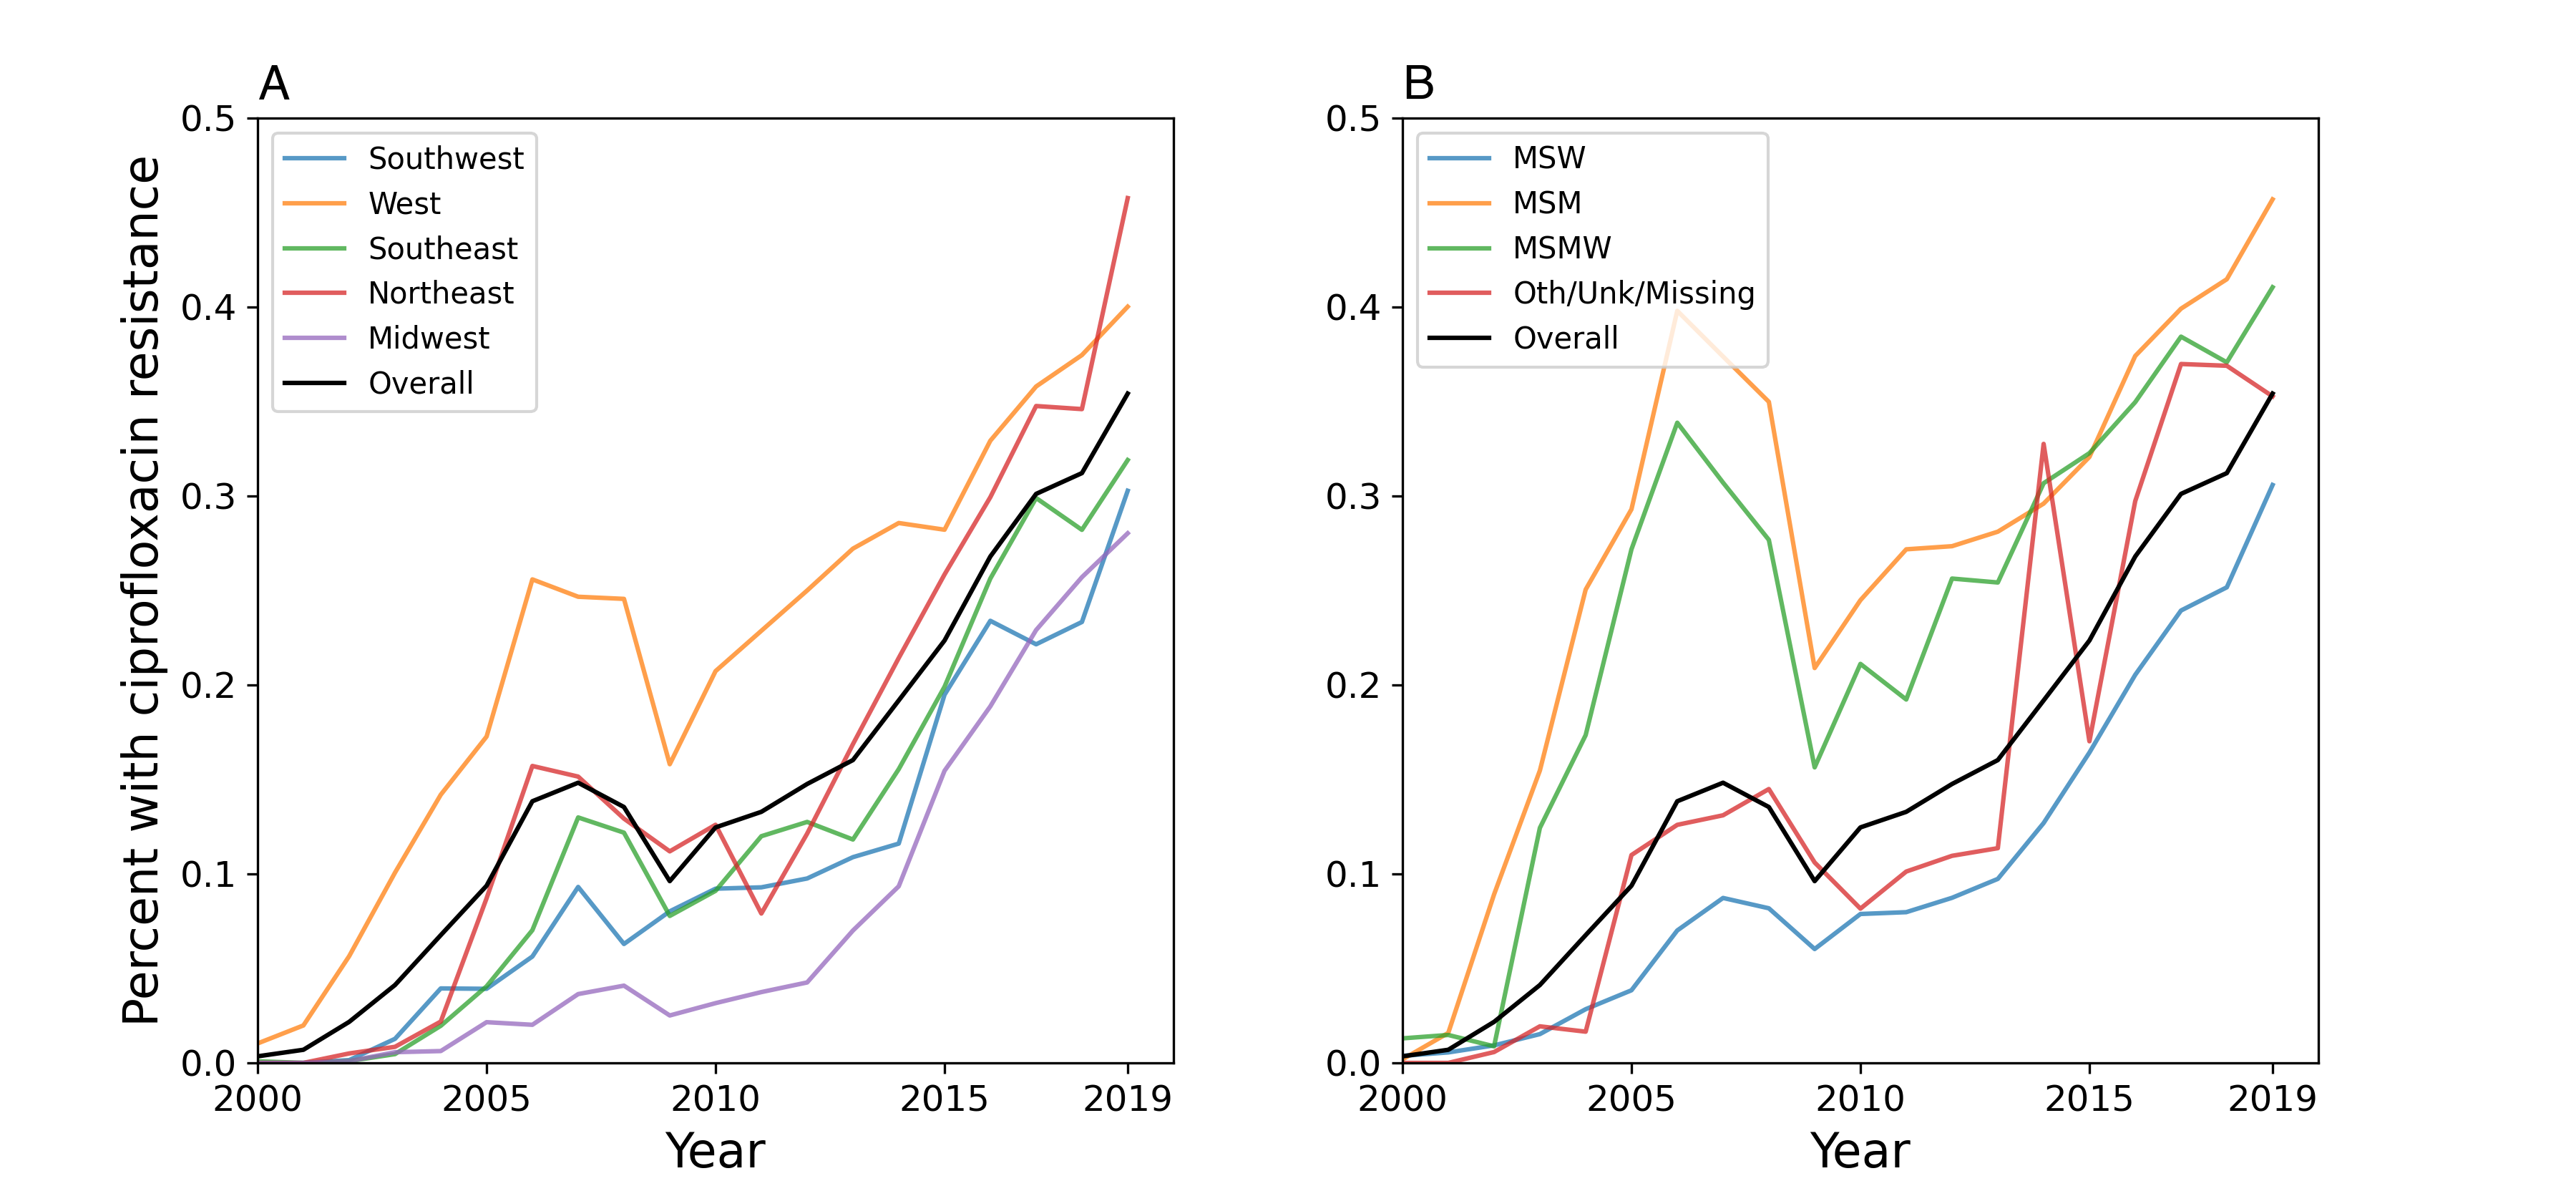 A
Percent with ciprofloxacin resistance
0.5
0.4
0.3
0.2
0.1
0.0
Southwest
West
Southeast
Northeast
Midwest
Overall
2000 2005 2010 2015 2019
Year
B
0.5
0.4
0.3
0.2
0.1
0.0
MSW
MSM
MSMW
Oth/Unk/Missing
Overall
2000 2005 2010 2015 2019
Year